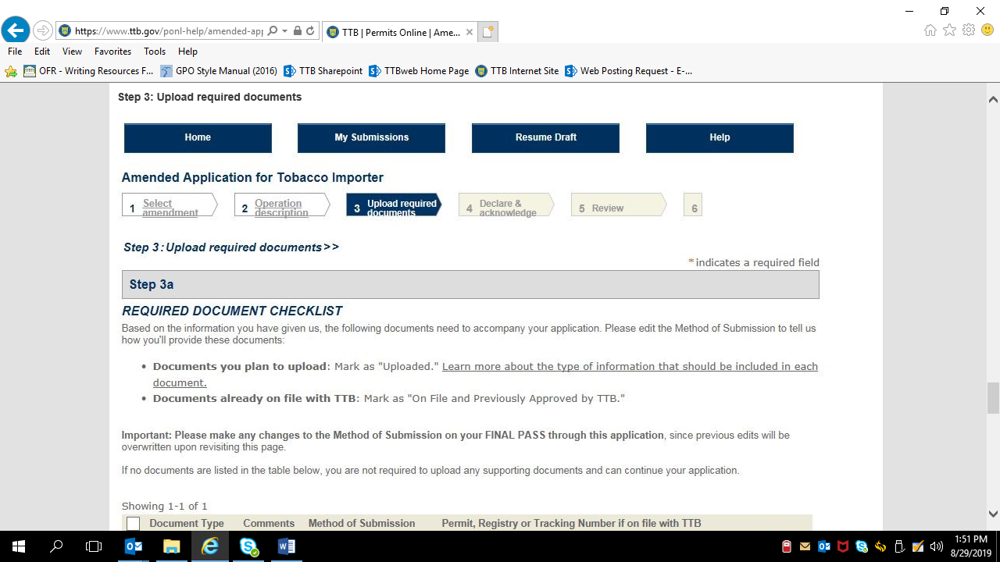 https://www.ttb.gov/ponl-help/amended-app
TTB | Permits Online | Ame...
File Edit View Favorites Tools Help
OFR - Writing Resources F... GPO Style Manual (2016) TTB Sharepoint TTBweb Home Page TTB Internet Site Web Posting Request - E-...
Step 3: Upload required documents
Home My Submissions Resume Draft Help
Amended Application for Tobacco Importer
1 Select amendment
2 Operation description
3 Upload required documents
4 Declare & acknowledge
5 Review
6
Step 3: Upload required documents>>
* indicates a required field
Step 3a
REQUIRED DOCUMENT CHECKLIST
Based on the information you have given us, the following documents need to accompany your application. Please edit the Method of Submission to tell us
how you'll provide these documents:
• Documents you plan to upload: Mark as "Uploaded." Learn more about the type of information that should be included in each
document.
• Documents already on file with TTB: Mark as "On File and Previously Approved by TTB."
Important: Please make any changes to the Method of Submission on your FINAL PASS through this application, since previous edits will be
overwritten upon revisiting this page.
If no documents are listed in the table below, you are not required to upload any supporting documents and can continue your application.
Showing 1-1 of 1
Document Type Comments Method of Submission Permit, Registry or Tracking Number if on file with TTB
1:51 PM
8/29/2019